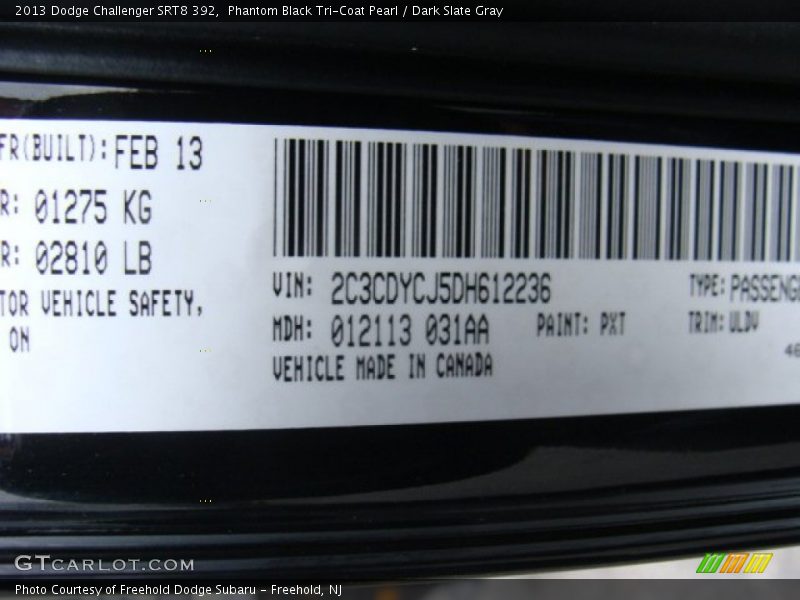 2013 Dodge Challenger SRT8 392, Phantom Black Tri-Coat Pearl / Dark Slate Gray
FR(BUILT): FEB 13
R: 01275 KG
R: 02810 LB
TOR VEHICLE SAFETY,
ON
VIN: 2C3CDYCJ5DH612236
TYPE: PASSENG
MDH: 012113 031AA
PAINT: PXT
TRIM: ULDV
VEHICLE MADE IN CANADA
46
GTCARLOT.COM
Photo Courtesy of Freehold Dodge Subaru - Freehold, NJ